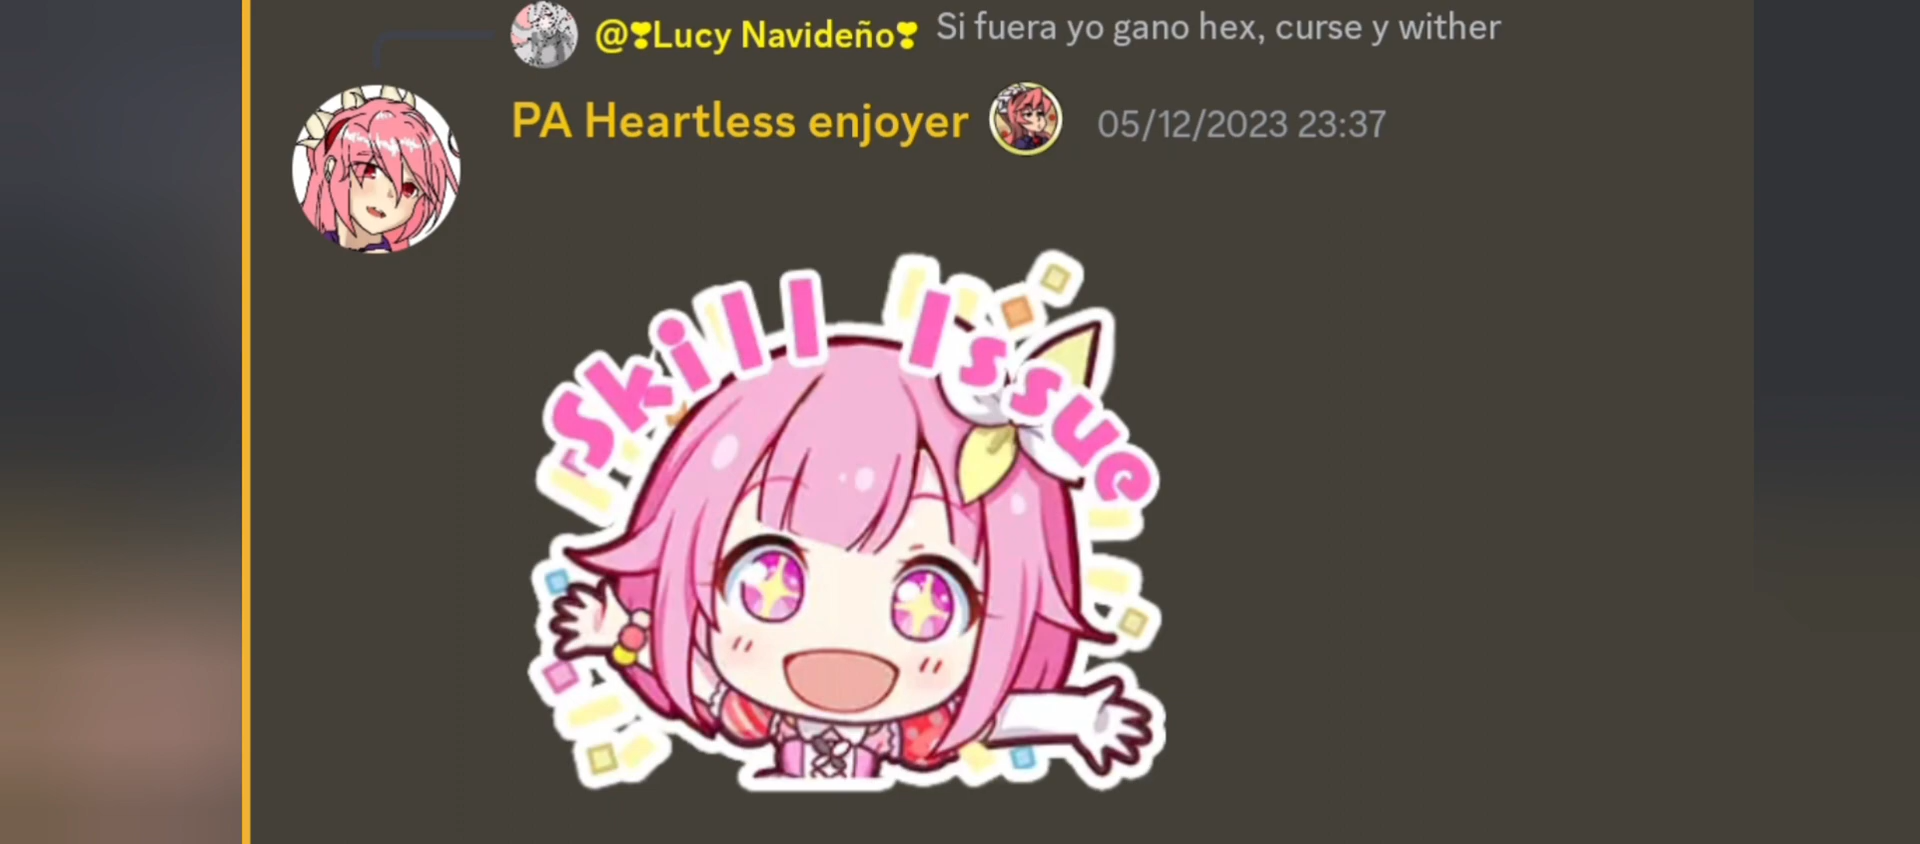 @❣Lucy Navideño❣ Si fuera yo gano hex, curse y wither
PA Heartless enjoyer 05/12/2023 23:37
Skill Issue